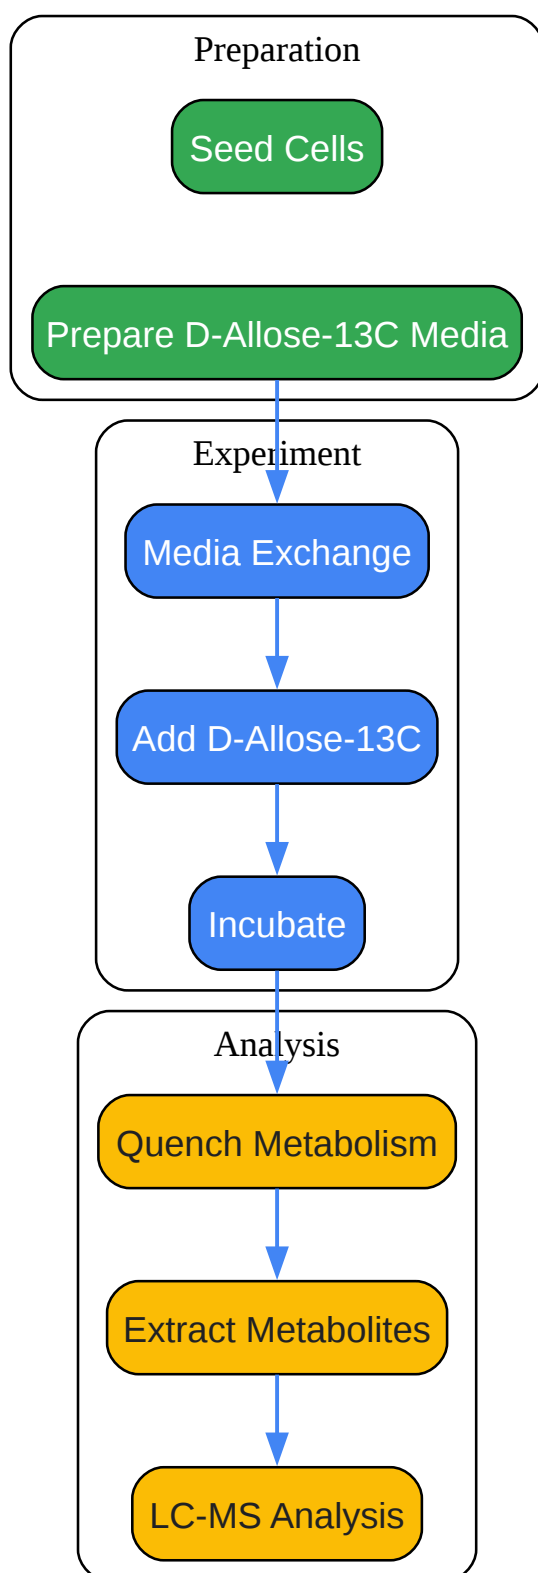 Preparation
Seed Cells
Prepare D-Allose-13C Media
Experiment
Media Exchange
Add D-Allose-13C
Incubate
Analysis
Quench Metabolism
Extract Metabolites
LC-MS Analysis